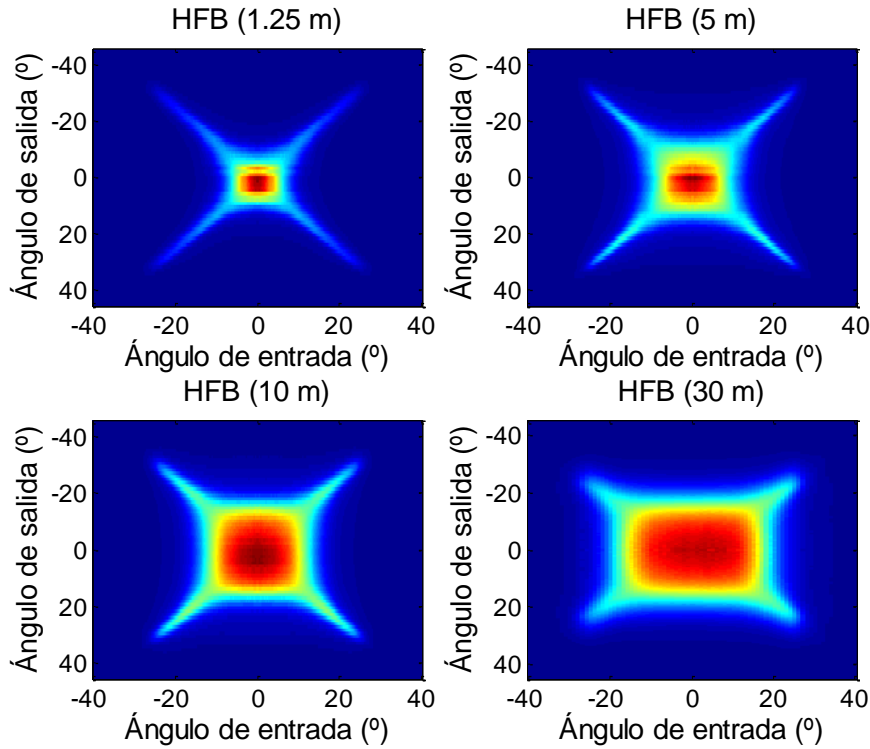 HFB (1.25 m)
HFB (5 m)
Ángulo de salida (º)
-40
-20
0
20
40
-40 -20 0 20 40
Ángulo de entrada (º)
Ángulo de salida (º)
-40
-20
0
20
40
-40 -20 0 20 40
Ángulo de entrada (º)
HFB (10 m)
HFB (30 m)
Ángulo de salida (º)
-40
-20
0
20
40
-40 -20 0 20 40
Ángulo de entrada (º)
Ángulo de salida (º)
-40
-20
0
20
40
-40 -20 0 20 40
Ángulo de entrada (º)